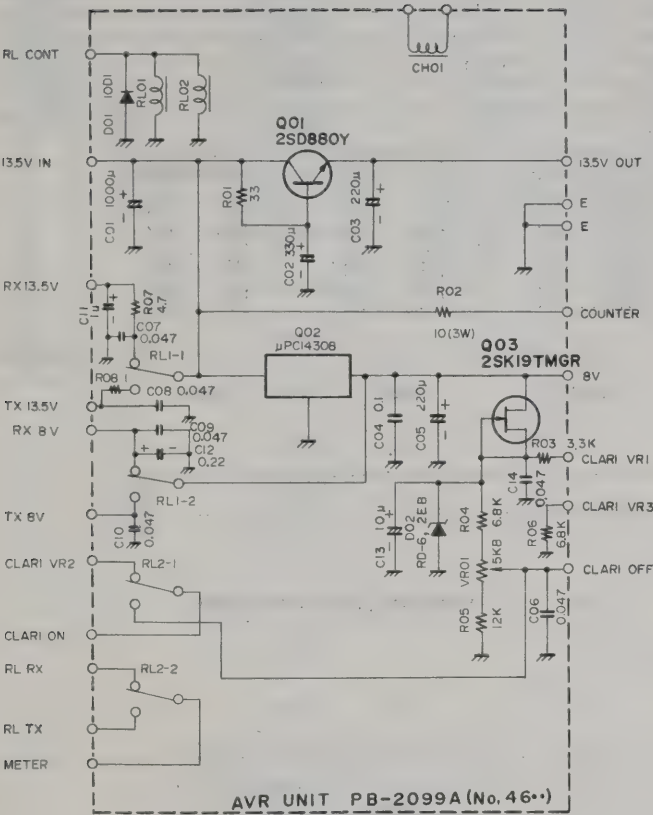 CH01
RL CONT
D01 10D1
RL01
RL02
Q01
2SD880Y
13.5V IN
13.5V OUT
C01 1000μ
R01
33
C02 330μ
C03 220μ
E
E
RX13.5V
C11
1μ
R07
4.7
C07
0.047
R02
10(3W)
COUNTER
RL1-1
Q02
μPC14308
Q03
2SK19TMGR
8V
R08 1
C08 0.047
TX 13.5V
C09
0.047
RX 8V
C12
0.22
C04 0.1
C05 220μ
R03 3.3K
CLARI VR1
RL1-2
C14
0.047
CLARI VR3
R06
6.8K
TX 8V
C10
0.047
C13 10μ
D02
RD-6.2EB
R04 6.8K
VR01 5KB
CLARI VR2
RL2-1
CLARI OFF
R05 12K
C06
0.047
CLARI ON
RL RX
RL2-2
RL TX
METER
AVR UNIT PB-2099A (No. 46••)